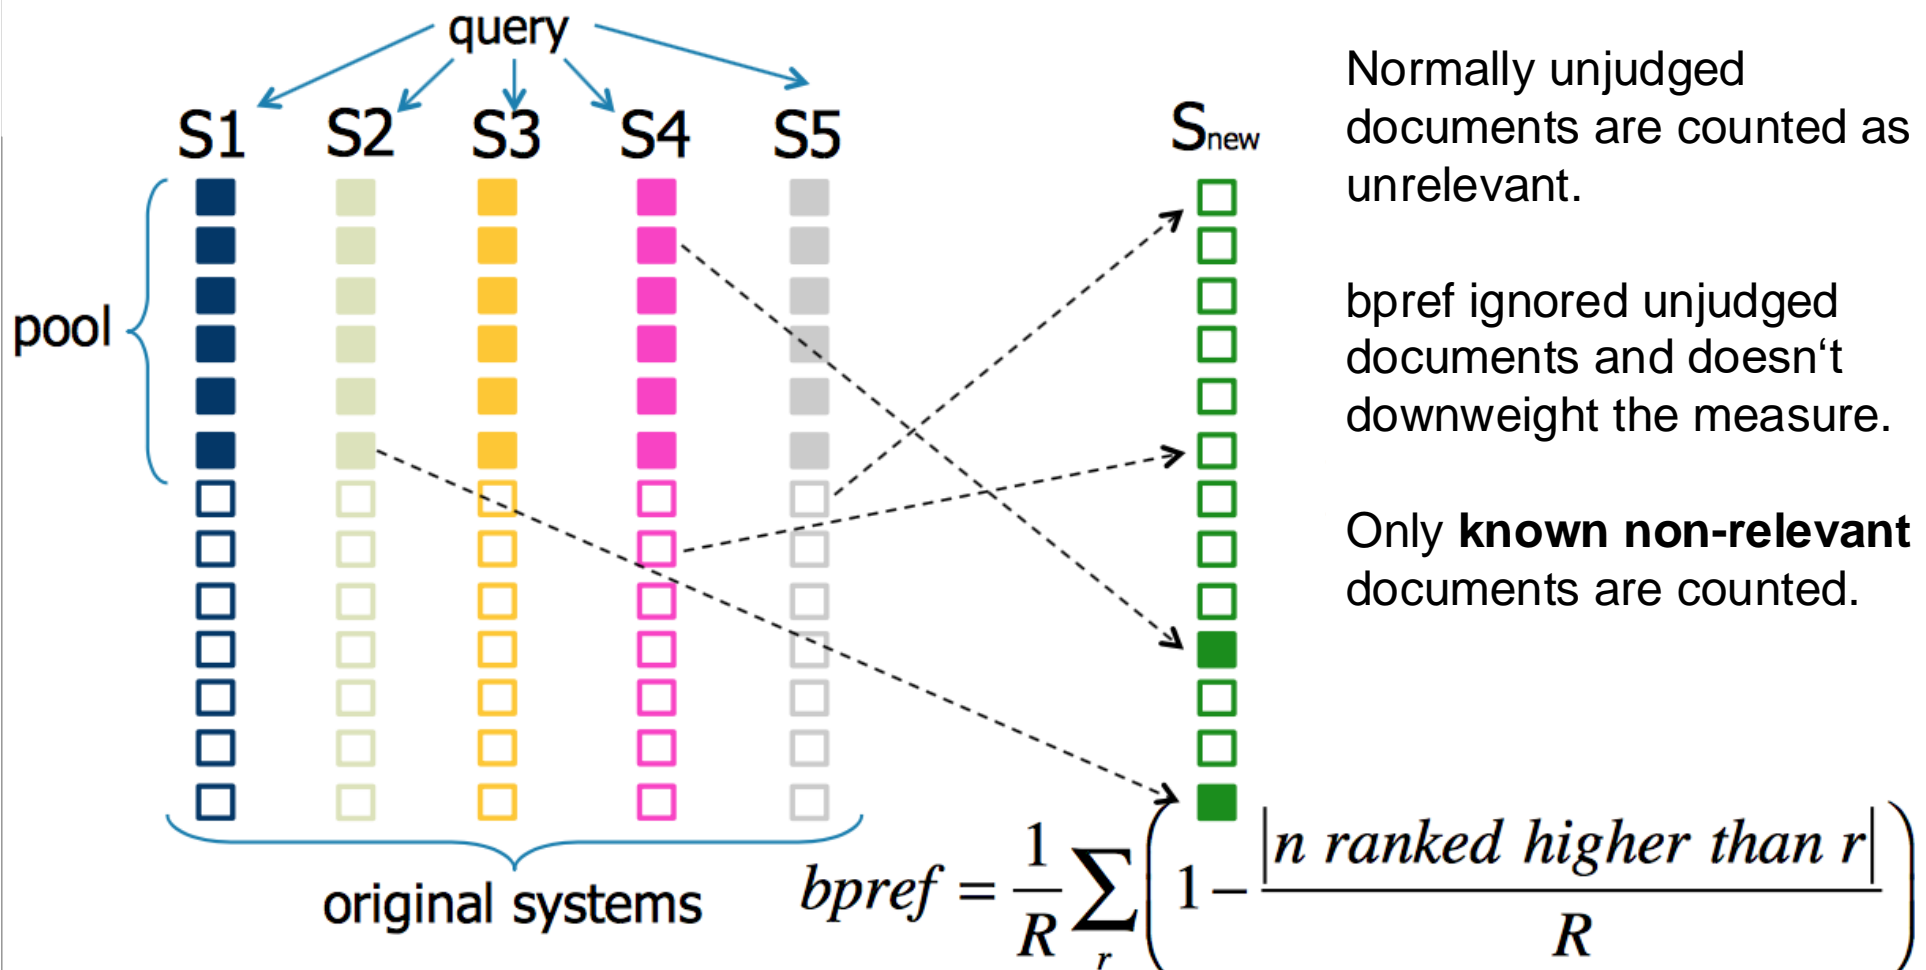 query
S1 S2 S3 S4 S5
Snew
pool
original systems
Normally unjudged
documents are counted as
unrelevant.
bpref ignored unjudged
documents and doesn‘t
downweight the measure.
Only known non-relevant
documents are counted.
bpref = 1/R ∑r (1 − |n ranked higher than r| / R)